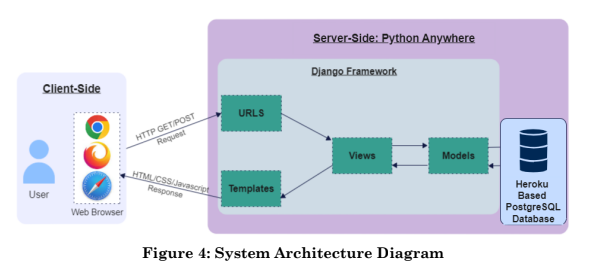 Server-Side: Python Anywhere
Django Framework
Client-Side
User
Web Browser
HTTP GET/POST
Request
HTML/CSS/Javascript
Response
URLS
Templates
Views
Models
Heroku
Based
PostgreSQL
Database
Figure 4: System Architecture Diagram